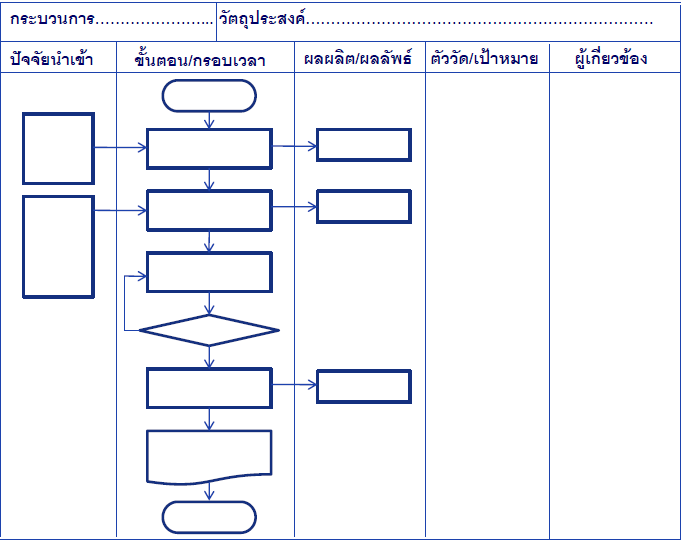 กระบวนการ........................ วัตถุประสงค์.....................................................................
ปัจจัยนำเข้า ขั้นตอน/กรอบเวลา ผลผลิต/ผลลัพธ์ ตัววัด/เป้าหมาย ผู้เกี่ยวข้อง